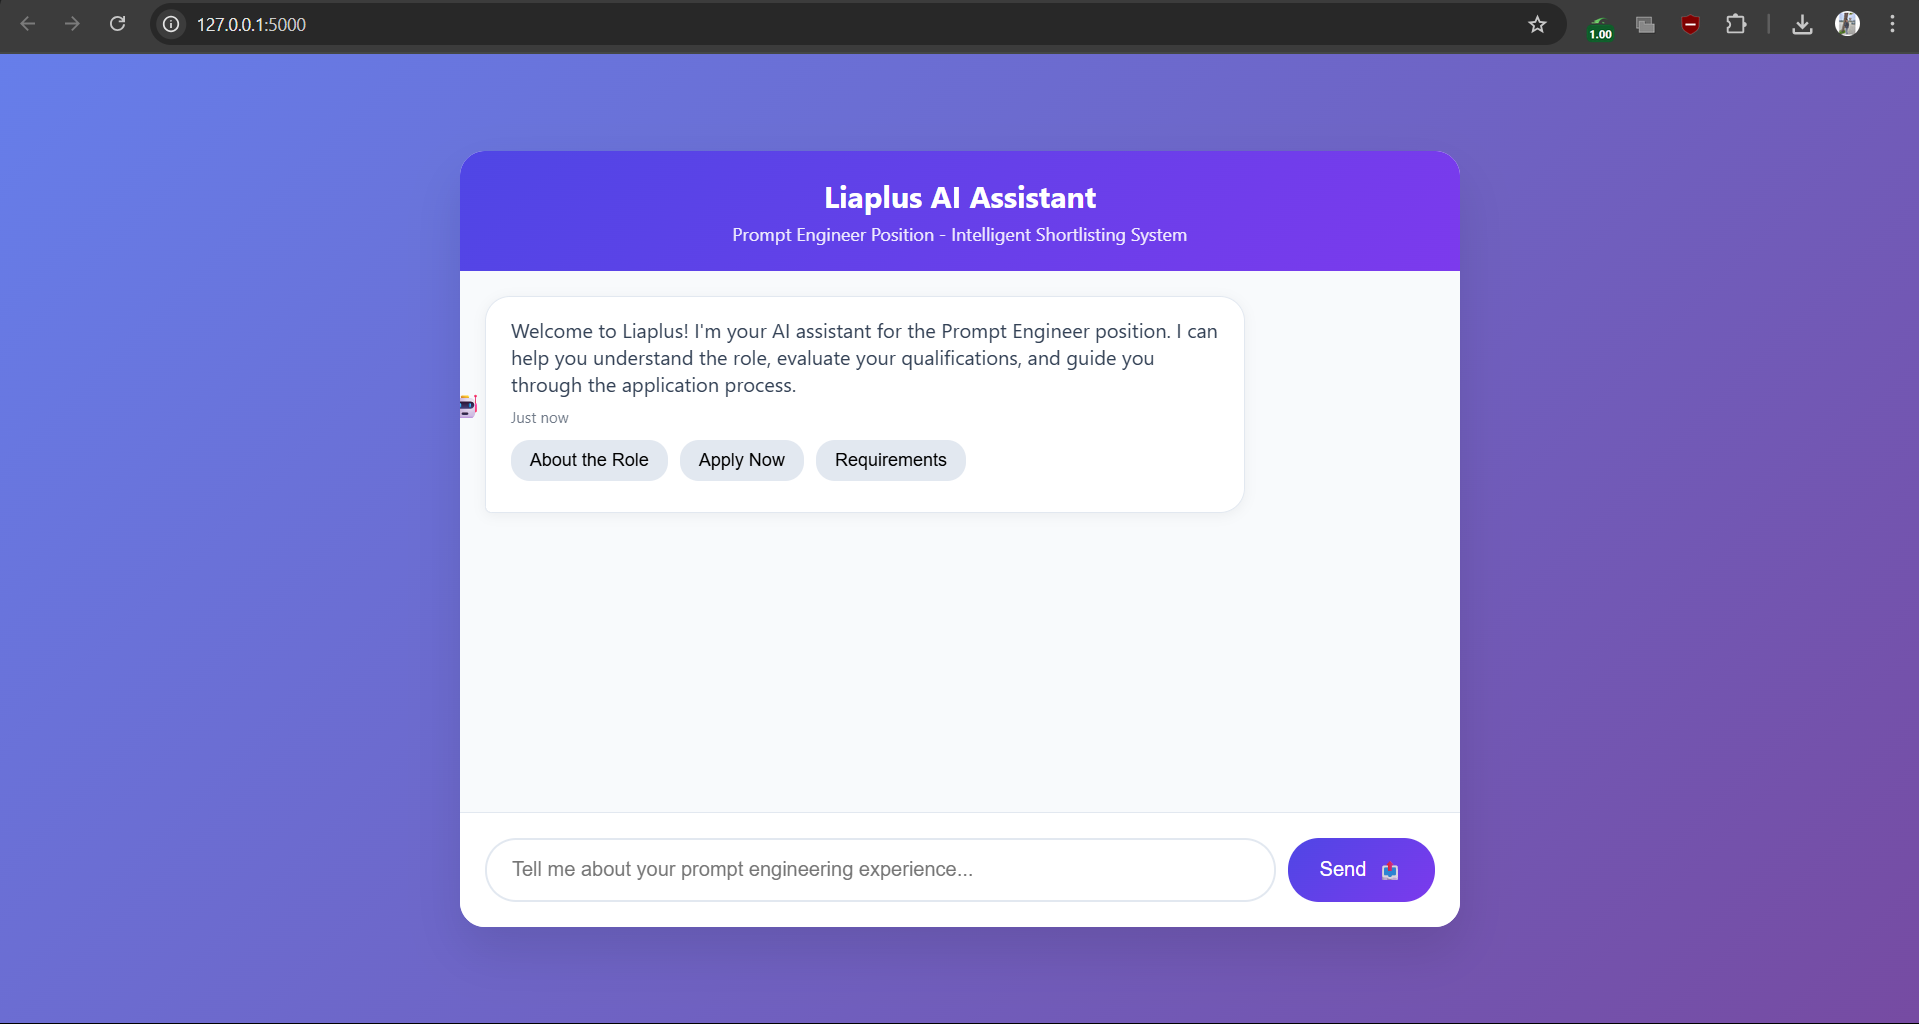 127.0.0.1:5000
1.00
Liaplus AI Assistant
Prompt Engineer Position - Intelligent Shortlisting System
Welcome to Liaplus! I'm your AI assistant for the Prompt Engineer position. I can
help you understand the role, evaluate your qualifications, and guide you
through the application process.
Just now
About the Role
Apply Now
Requirements
Tell me about your prompt engineering experience...
Send